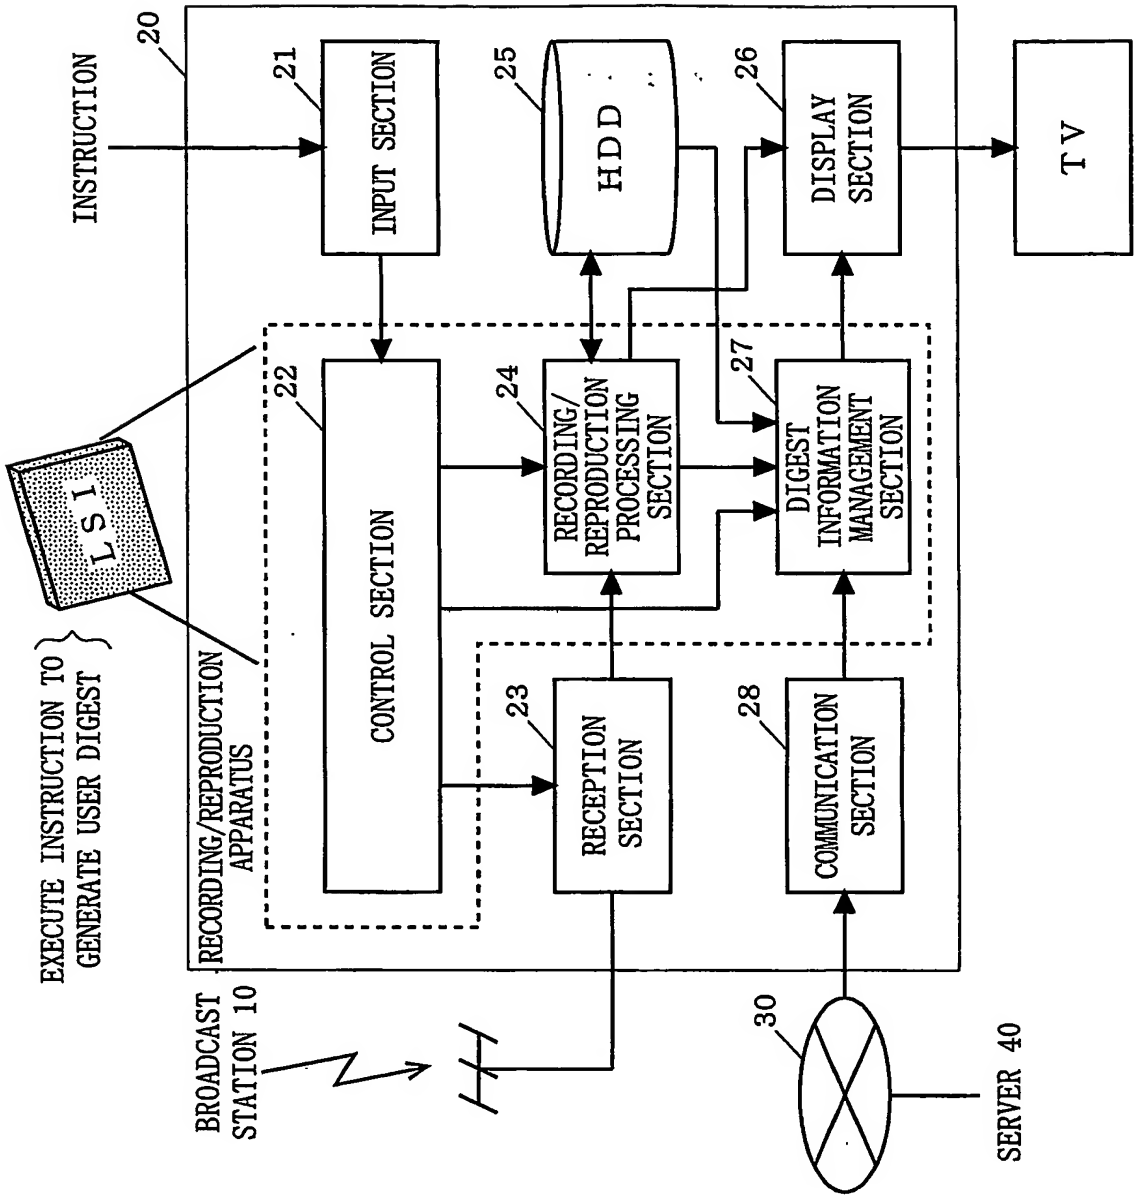 EXECUTE INSTRUCTION TO
GENERATE USER DIGEST
LSI
INSTRUCTION
20
RECORDING/REPRODUCTION
APPARATUS
BROADCAST
STATION 10
22
CONTROL SECTION
21
INPUT SECTION
23
RECEPTION
SECTION
24
RECORDING/
REPRODUCTION
PROCESSING
SECTION
25
HDD
28
COMMUNICATION
SECTION
27
DIGEST
INFORMATION
MANAGEMENT
SECTION
26
DISPLAY
SECTION
30
SERVER 40
TV